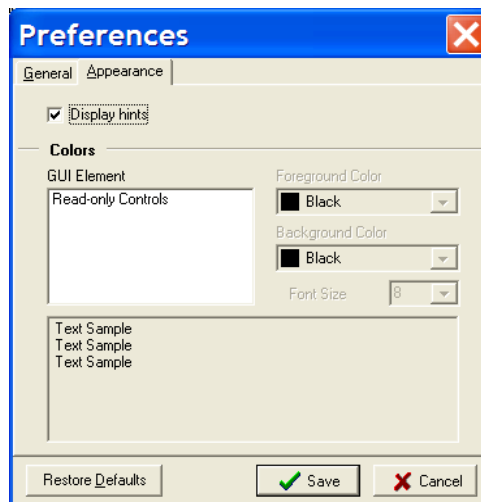 Preferences
General Appearance
Display hints
Colors
GUI Element Foreground Color
Read-only Controls Black
Background Color
Black
Font Size 8
Text Sample
Text Sample
Text Sample
Restore Defaults Save Cancel